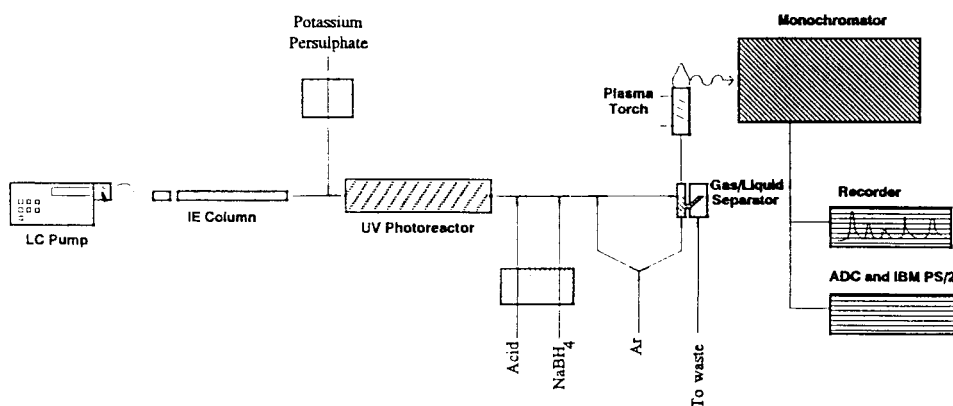 Potassium
Persulphate
Monochromator
Plasma
Torch
LC Pump
IE Column
UV Photoreactor
Gas/Liquid
Separator
Recorder
ADC and IBM PS/2
Acid
NaBH4
Ar
To waste